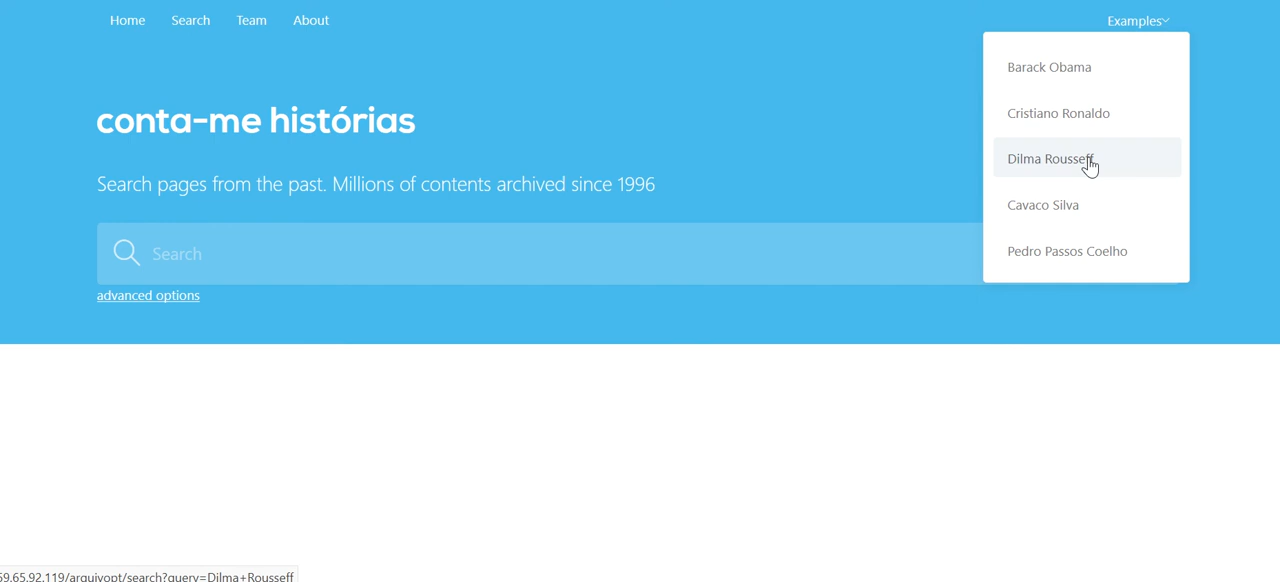 Home Search Team About Examples
Barack Obama
Cristiano Ronaldo
Dilma Rousseff
Cavaco Silva
Pedro Passos Coelho
conta-me histórias
Search pages from the past. Millions of contents archived since 1996
Search
advanced options
59.65.92.119/arquivopt/search?query=Dilma+Rousseff